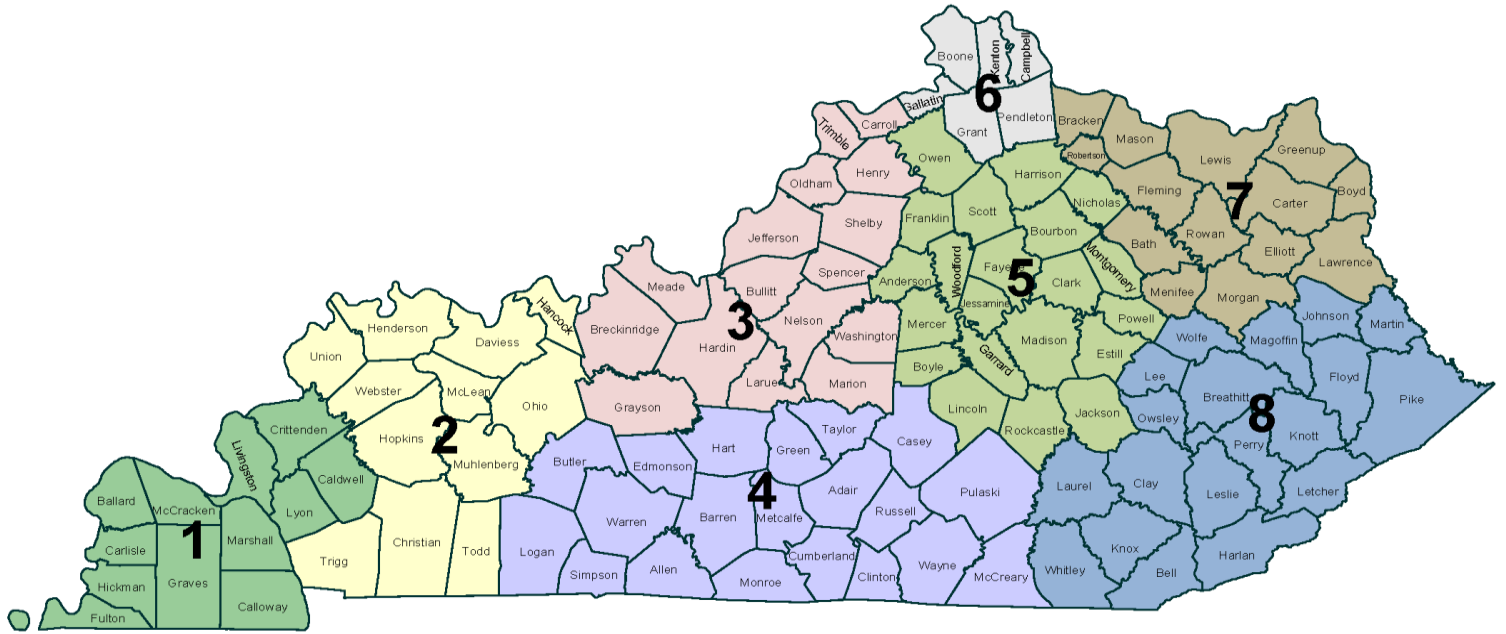 Boone
Kenton
Campbell
6
Gallatin
Grant
Pendleton
Trimble
Carroll
Oldham
Henry
Jefferson
Shelby
Spencer
Bullitt
Meade
Breckinridge
3
Nelson
Hardin
Washington
Larue
Marion
Grayson
Owen
Harrison
Nicholas
Franklin
Scott
Bourbon
Montgomery
Woodford
Fayette
5
Clark
Anderson
Jessamine
Powell
Mercer
Madison
Estill
Boyle
Garrard
Lincoln
Rockcastle
Jackson
Bracken
Mason
Robertson
Lewis
Greenup
Fleming
7
Carter
Boyd
Rowan
Bath
Elliott
Lawrence
Menifee
Morgan
Johnson
Martin
Wolfe
Magoffin
Floyd
Lee
Breathitt
8
Pike
Owsley
Perry
Knott
Laurel
Clay
Leslie
Letcher
Knox
Harlan
Whitley
Bell
Hancock
Henderson
Daviess
Union
Webster
McLean
Ohio
Hopkins
2
Muhlenberg
Trigg
Christian
Todd
Crittenden
Livingston
Caldwell
Lyon
Ballard
McCracken
1
Marshall
Carlisle
Graves
Hickman
Calloway
Fulton
Taylor
Casey
Hart
Green
Butler
Edmonson
4
Adair
Pulaski
Russell
Warren
Barren
Metcalfe
Logan
Cumberland
Wayne
Simpson
Allen
Monroe
Clinton
McCreary